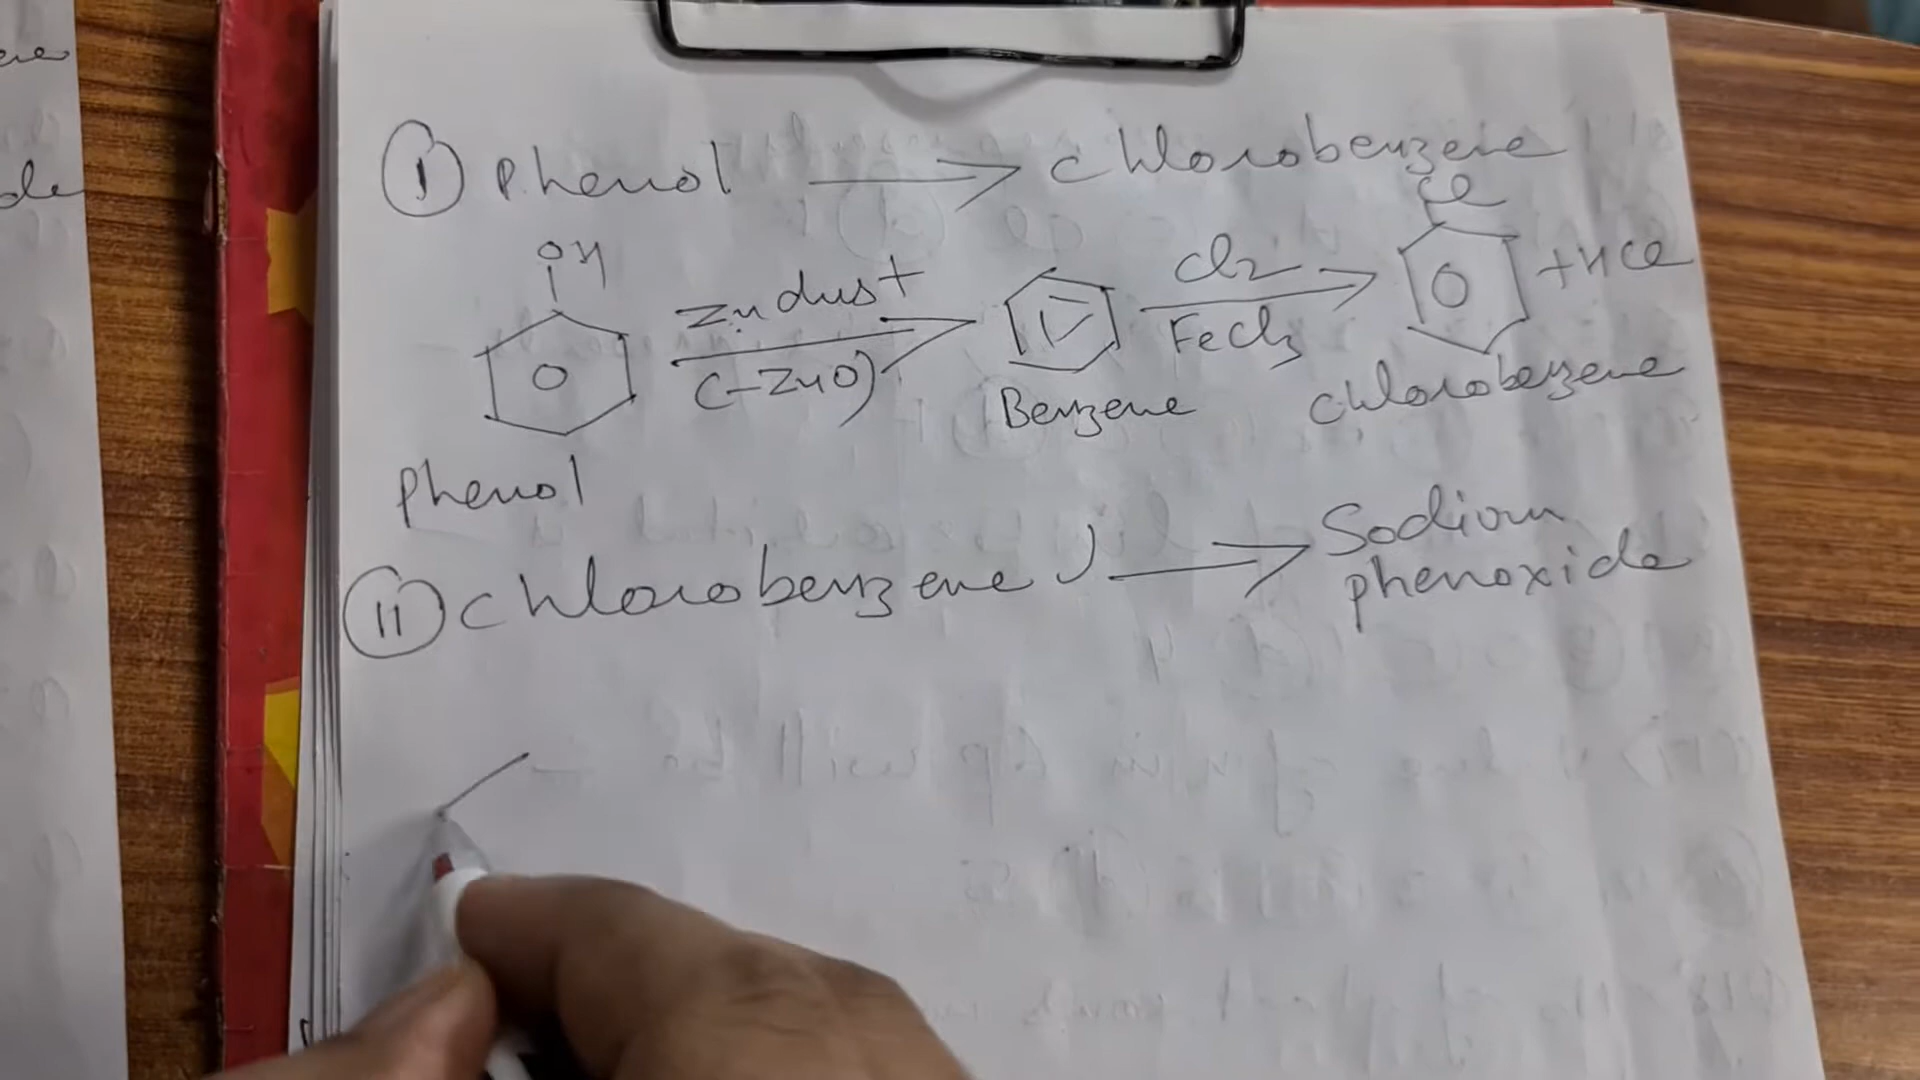 I Phenol → chlorobenzene
OH Zn dust Cl2 Cl
(-ZnO) FeCl3 +HCl
Benzene chlorobenzene
Phenol
II chlorobenzene → Sodium
phenoxide